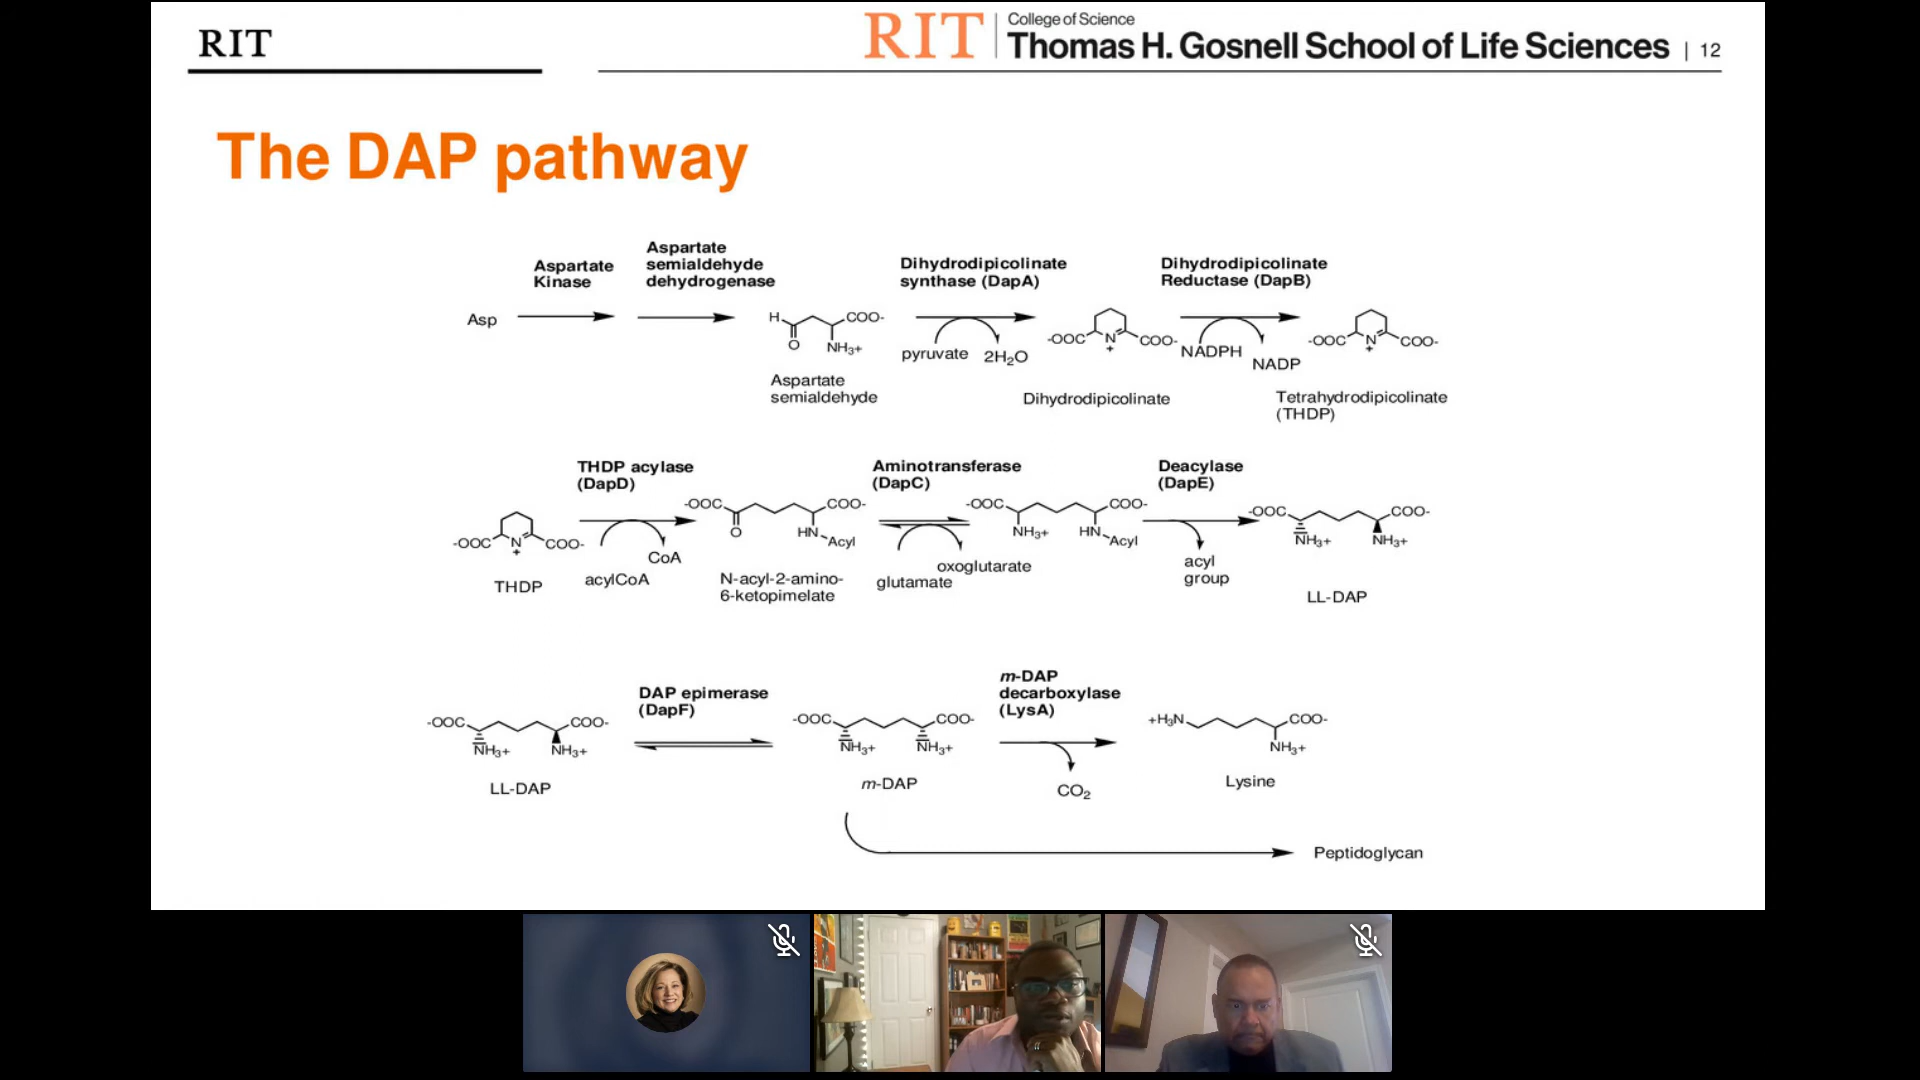 RIT
RIT
College of Science
Thomas H. Gosnell School of Life Sciences | 12
The DAP pathway
Asp
Aspartate
Kinase
Aspartate
semialdehyde
dehydrogenase
H
O
COO-
NH3+
Aspartate
semialdehyde
Dihydrodipicolinate
synthase (DapA)
pyruvate
2H2O
-OOC
N
+
COO-
Dihydrodipicolinate
Dihydrodipicolinate
Reductase (DapB)
NADPH
NADP
-OOC
N
+
COO-
Tetrahydrodipicolinate
(THDP)
-OOC
N
+
COO-
THDP
THDP acylase
(DapD)
acylCoA
CoA
-OOC
COO-
O
HN
Acyl
N-acyl-2-amino-
6-ketopimelate
Aminotransferase
(DapC)
glutamate
oxoglutarate
-OOC
COO-
NH3+
HN
Acyl
Deacylase
(DapE)
acyl
group
-OOC
COO-
NH3+
NH3+
LL-DAP
-OOC
COO-
NH3+
NH3+
LL-DAP
DAP epimerase
(DapF)
-OOC
COO-
NH3+
NH3+
m-DAP
m-DAP
decarboxylase
(LysA)
CO2
+H3N
COO-
NH3+
Lysine
Peptidoglycan